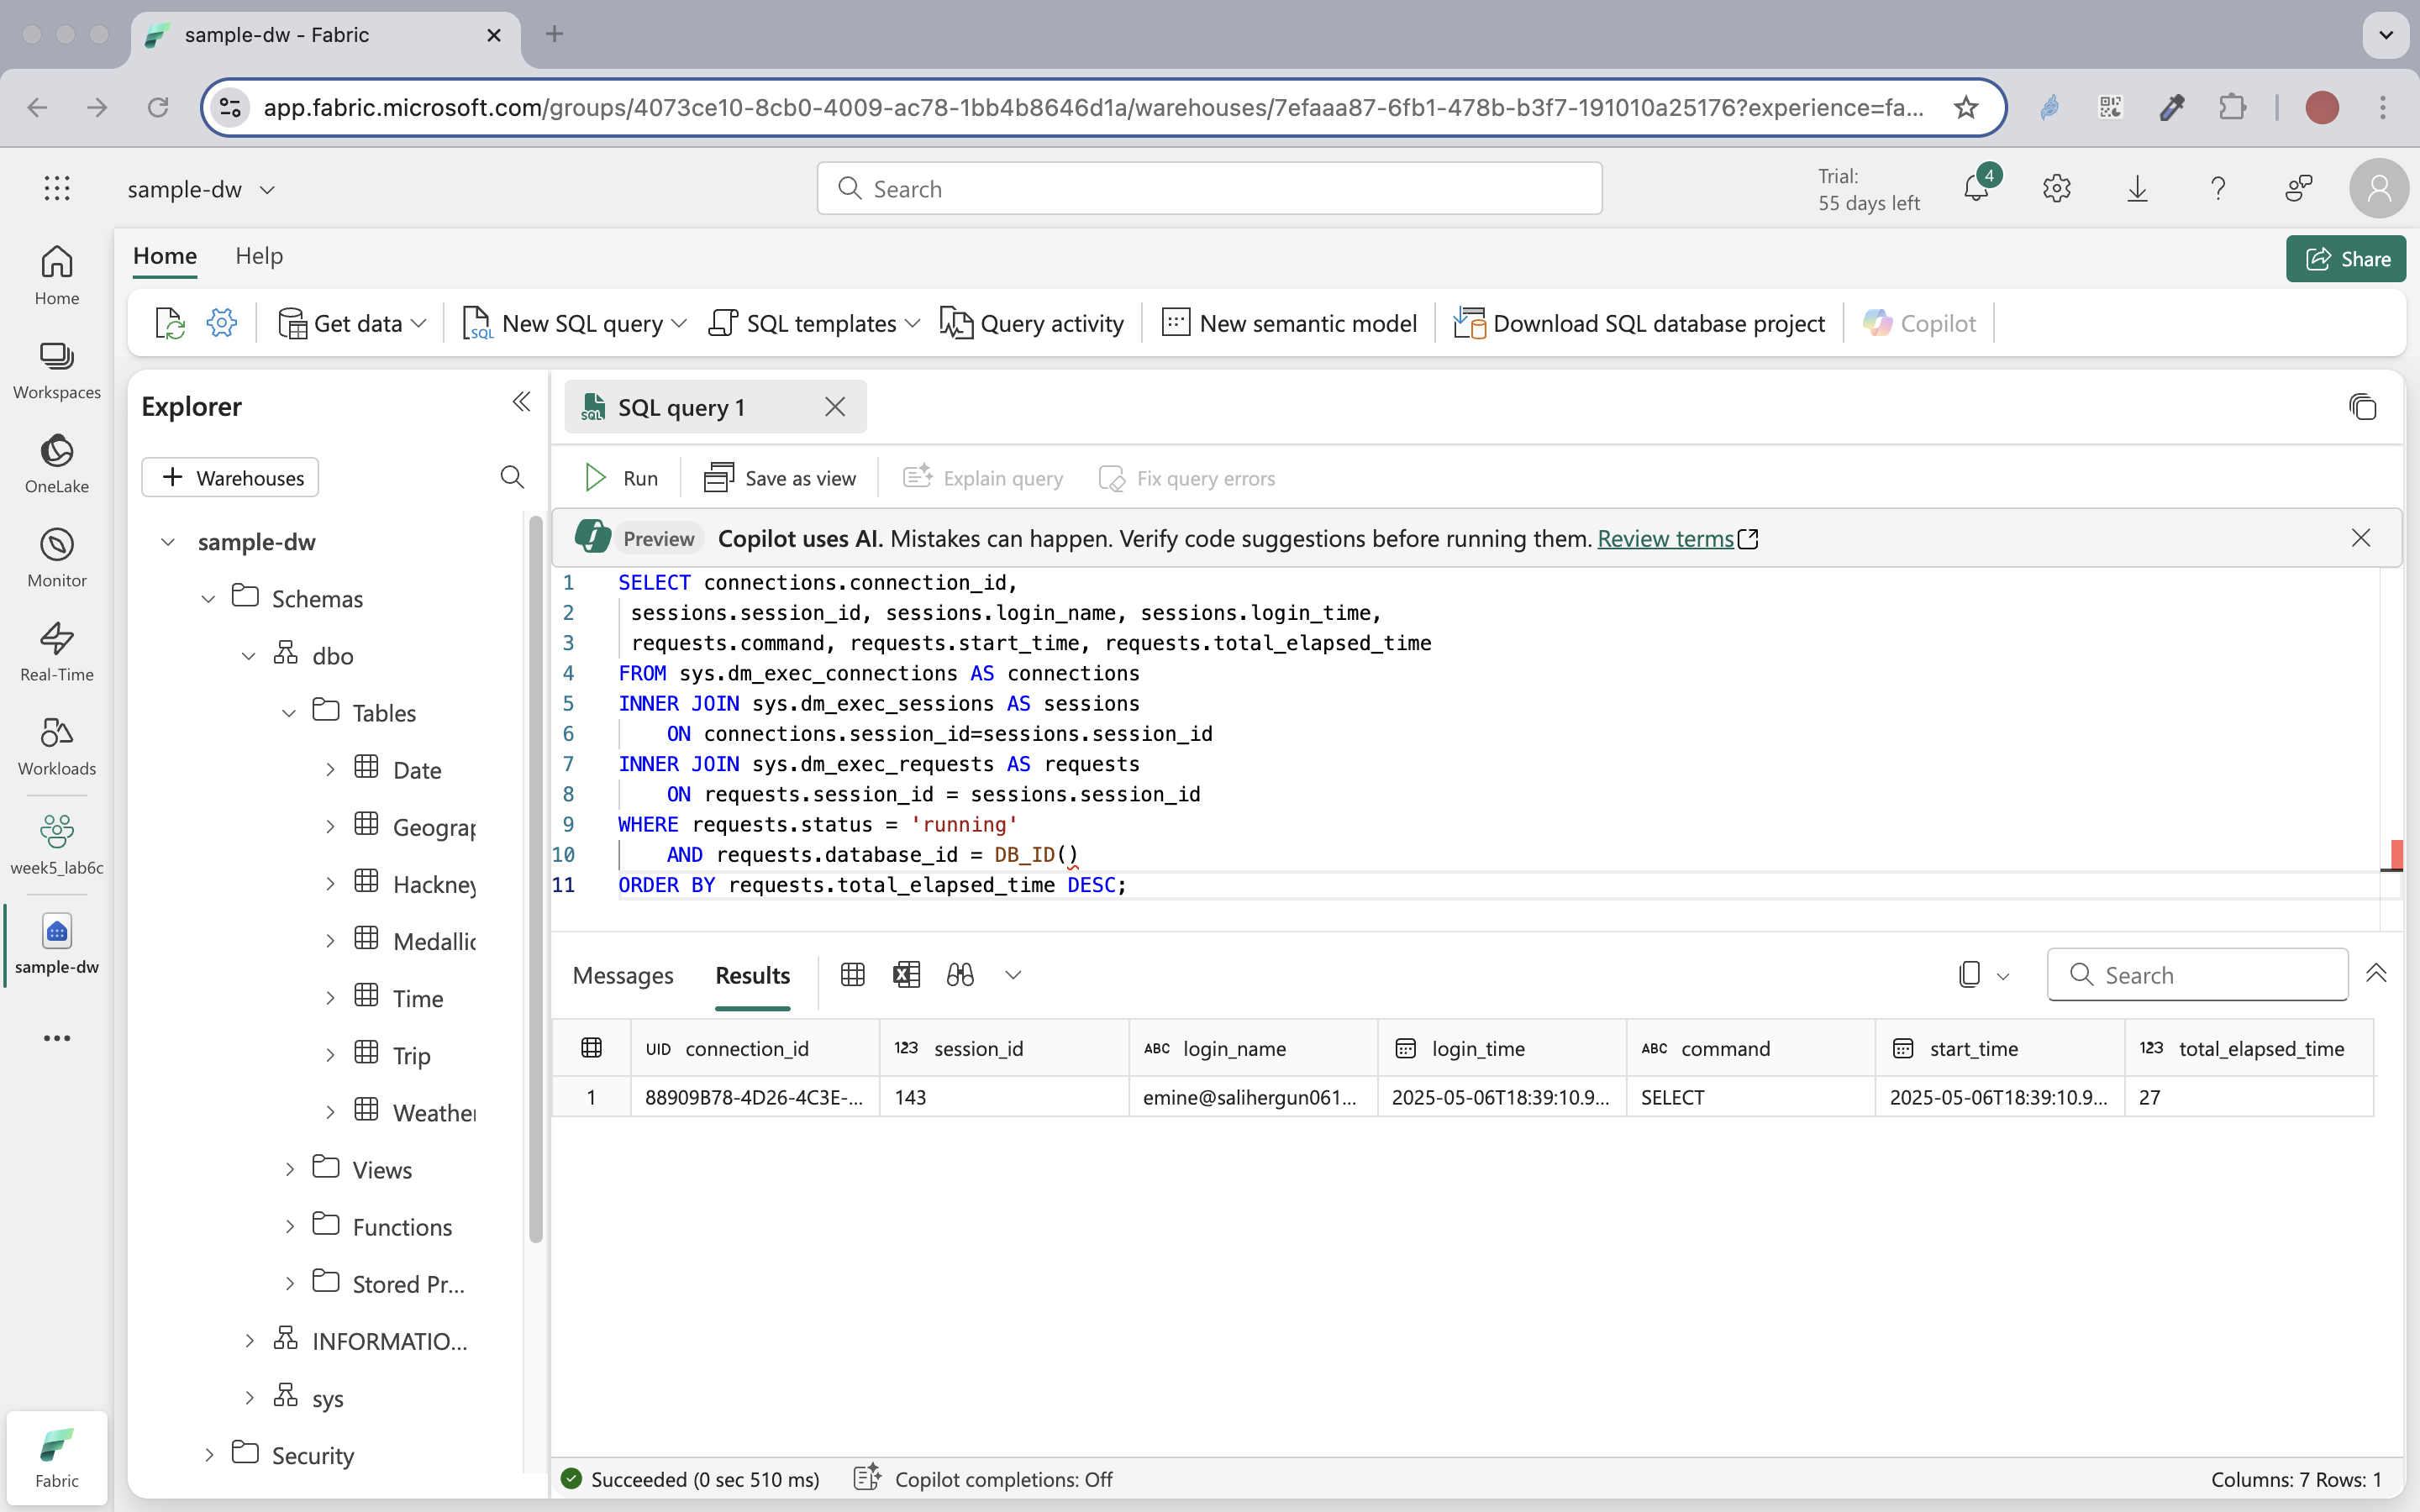 sample-dw - Fabric
app.fabric.microsoft.com/groups/4073ce10-8cb0-4009-ac78-1bb4b8646d1a/warehouses/7efaaa87-6fb1-478b-b3f7-191010a25176?experience=fa...
sample-dw
Search
Trial:
55 days left
4
Home
Help
Share
Get data
New SQL query
SQL templates
Query activity
New semantic model
Download SQL database project
Copilot
Home
Workspaces
OneLake
Monitor
Real-Time
Workloads
week5_lab6c
sample-dw
Fabric
Explorer
Warehouses
sample-dw
Schemas
dbo
Tables
Date
Geograp
Hackney
Medallic
Time
Trip
Weather
Views
Functions
Stored Pr...
INFORMATIO...
sys
Security
SQL query 1
Run
Save as view
Explain query
Fix query errors
Preview Copilot uses AI. Mistakes can happen. Verify code suggestions before running them. Review terms
1 SELECT connections.connection_id,
2 sessions.session_id, sessions.login_name, sessions.login_time,
3 requests.command, requests.start_time, requests.total_elapsed_time
4 FROM sys.dm_exec_connections AS connections
5 INNER JOIN sys.dm_exec_sessions AS sessions
6 ON connections.session_id=sessions.session_id
7 INNER JOIN sys.dm_exec_requests AS requests
8 ON requests.session_id = sessions.session_id
9 WHERE requests.status = 'running'
10 AND requests.database_id = DB_ID()
11 ORDER BY requests.total_elapsed_time DESC;
Messages
Results
Search
UID connection_id
123 session_id
ABC login_name
login_time
ABC command
start_time
123 total_elapsed_time
1
88909B78-4D26-4C3E-...
143
emine@salihergun061...
2025-05-06T18:39:10.9...
SELECT
2025-05-06T18:39:10.9...
27
Succeeded (0 sec 510 ms)
Copilot completions: Off
Columns: 7 Rows: 1